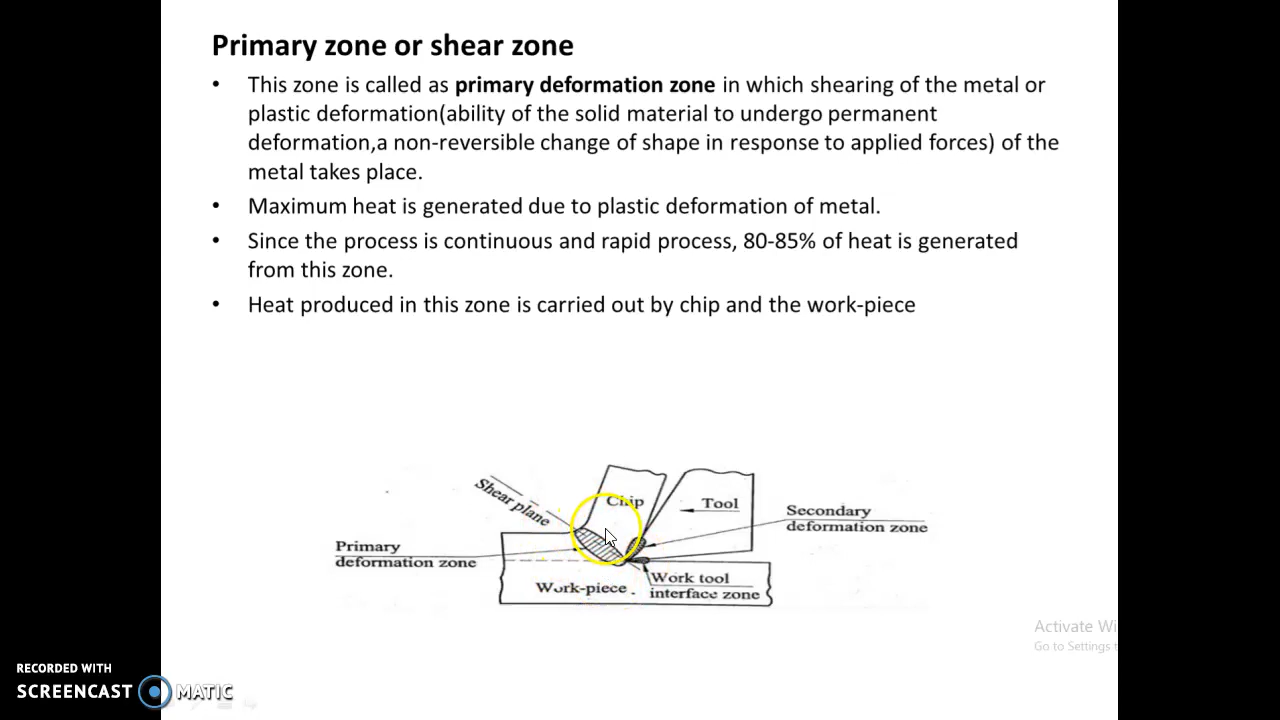 Primary zone or shear zone
• This zone is called as primary deformation zone in which shearing of the metal or
plastic deformation(ability of the solid material to undergo permanent
deformation,a non-reversible change of shape in response to applied forces) of the
metal takes place.
• Maximum heat is generated due to plastic deformation of metal.
• Since the process is continuous and rapid process, 80-85% of heat is generated
from this zone.
• Heat produced in this zone is carried out by chip and the work-piece
Shear plane
Chip
Tool
Secondary
deformation zone
Primary
deformation zone
Work-piece
Work tool
interface zone
Activate Wi
Go to Settings t
RECORDED WITH
SCREENCAST MATIC